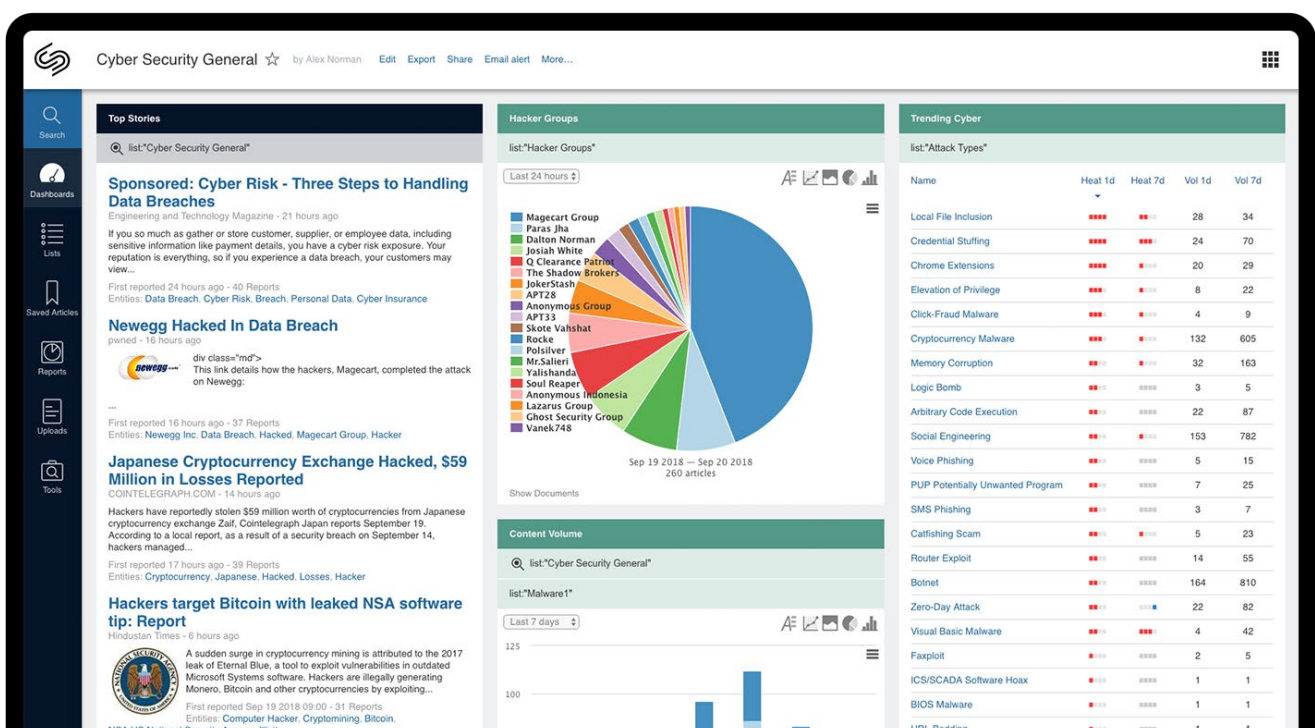 Cyber Security General ☆ by Alex Norman Edit Export Share Email alert More...
Search
Dashboards
Lists
Saved Articles
Reports
Uploads
Tools
Top Stories
list:"Cyber Security General"
Sponsored: Cyber Risk - Three Steps to Handling
Data Breaches
Engineering and Technology Magazine - 21 hours ago
If you so much as gather or store customer, supplier, or employee data, including
sensitive information like payment details, you have a cyber risk exposure. Your
reputation is everything, so if you experience a data breach, your customers may
view...
First reported 24 hours ago - 40 Reports
Entities: Data Breach, Cyber Risk, Breach, Personal Data, Cyber Insurance
Newegg Hacked In Data Breach
pwned - 16 hours ago
newegg
div class="md">
This link details how the hackers, Magecart, completed the attack
on Newegg:
...
First reported 16 hours ago - 37 Reports
Entities: Newegg Inc, Data Breach, Hacked, Magecart Group, Hacker
Japanese Cryptocurrency Exchange Hacked, $59
Million in Losses Reported
COINTELEGRAPH.COM - 14 hours ago
Hackers have reportedly stolen $59 million worth of cryptocurrencies from Japanese
cryptocurrency exchange Zaif, Cointelegraph Japan reports September 19.
According to a local report, as a result of a security breach on September 14,
hackers managed...
First reported 17 hours ago - 39 Reports
Entities: Cryptocurrency, Japanese, Hacked, Losses, Hacker
Hackers target Bitcoin with leaked NSA software
tip: Report
Hindustan Times - 6 hours ago
A sudden surge in cryptocurrency mining is attributed to the 2017
leak of Eternal Blue, a tool to exploit vulnerabilities in outdated
Microsoft Systems software. Hackers are illegally generating
Monero, Bitcoin and other cryptocurrencies by exploiting...
First reported Sep 19 2018 09:00 - 31 Reports
Entities: Computer Hacker, Cryptomining, Bitcoin,
Hacker Groups
list:"Hacker Groups"
Last 24 hours
Magecart Group
Paras Jha
Dalton Norman
Josiah White
Q Clearance Patriot
The Shadow Brokers
JokerStash
APT28
Anonymous Group
APT33
Skote Vahshat
Rocke
Polsilver
Mr.Salieri
Yalishanda
Soul Reaper
Anonymous Indonesia
Lazarus Group
Ghost Security Group
Vanek748
Sep 19 2018 — Sep 20 2018
260 articles
Show Documents
Content Volume
list:"Cyber Security General"
list:"Malware1"
Last 7 days
125
100
Trending Cyber
list:"Attack Types"
Name Heat 1d Heat 7d Vol 1d Vol 7d
Local File Inclusion 28 34
Credential Stuffing 24 70
Chrome Extensions 20 29
Elevation of Privilege 8 22
Click-Fraud Malware 4 9
Cryptocurrency Malware 132 605
Memory Corruption 32 163
Logic Bomb 3 5
Arbitrary Code Execution 22 87
Social Engineering 153 782
Voice Phishing 5 15
PUP Potentially Unwanted Program 7 25
SMS Phishing 3 7
Catfishing Scam 5 23
Router Exploit 14 55
Botnet 164 810
Zero-Day Attack 22 82
Visual Basic Malware 4 42
Faxploit 2 5
ICS/SCADA Software Hoax 1 1
BIOS Malware 1 1